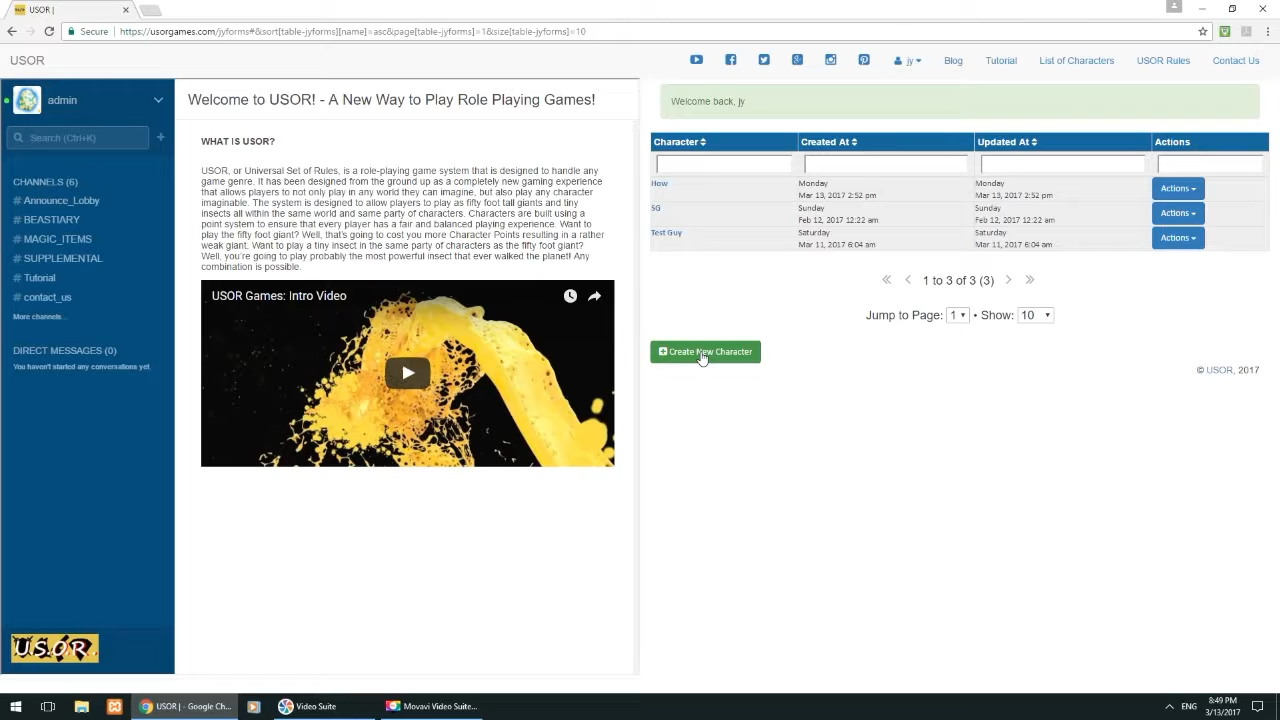 USOR |
Secure
https://usorgames.com/jyforms#&sort[table-jyforms][name]=asc&page[table-jyforms]=1&size[table-jyforms]=10
USOR
jy
Blog
Tutorial
List of Characters
USOR Rules
Contact Us
admin
Search (Ctrl+K)
CHANNELS (6)
# Announce_Lobby
# BEASTIARY
# MAGIC_ITEMS
# SUPPLEMENTAL
# Tutorial
# contact_us
More channels...
DIRECT MESSAGES (0)
You haven't started any conversations yet.
U.S.O.R.
Welcome to USOR! - A New Way to Play Role Playing Games!
WHAT IS USOR?
USOR, or Universal Set of Rules, is a role-playing game system that is designed to handle any
game genre. It has been designed from the ground up as a completely new gaming experience
that allows players to not only play in any world they can imagine, but also play any character
imaginable. The system is designed to allow players to play as fifty foot tall giants and tiny
insects all within the same world and same party of characters. Characters are built using a
point system to ensure that every player has a fair and balanced playing experience. Want to
play the fifty foot giant? Well, that's going to cost you more Character Points resulting in a rather
weak giant. Want to play a tiny insect in the same party of characters as the fifty foot giant?
Well, you're going to play probably the most powerful insect that ever walked the planet! Any
combination is possible.
USOR Games: Intro Video
Welcome back, jy
Character
Created At
Updated At
Actions
How
Monday
Mar 13, 2017 2:52 pm
Monday
Mar 13, 2017 2:52 pm
Actions
SG
Sunday
Feb 12, 2017 12:22 am
Sunday
Feb 12, 2017 12:22 am
Actions
Test Guy
Saturday
Mar 11, 2017 6:04 am
Saturday
Mar 11, 2017 6:04 am
Actions
1 to 3 of 3 (3)
Jump to Page: 1 • Show: 10
Create New Character
© USOR, 2017
USOR | - Google Ch...
Video Suite
Movavi Video Suite...
ENG
8:49 PM
3/13/2017